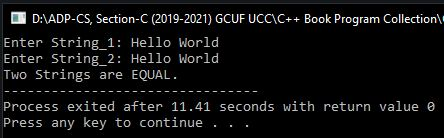 D:\ADP-CS, Section-C (2019-2021) GCUF UCC\C++ Book Program Collection\
Enter String_1: Hello World
Enter String_2: Hello World
Two Strings are EQUAL.
--------------------------------
Process exited after 11.41 seconds with return value 0
Press any key to continue . . .